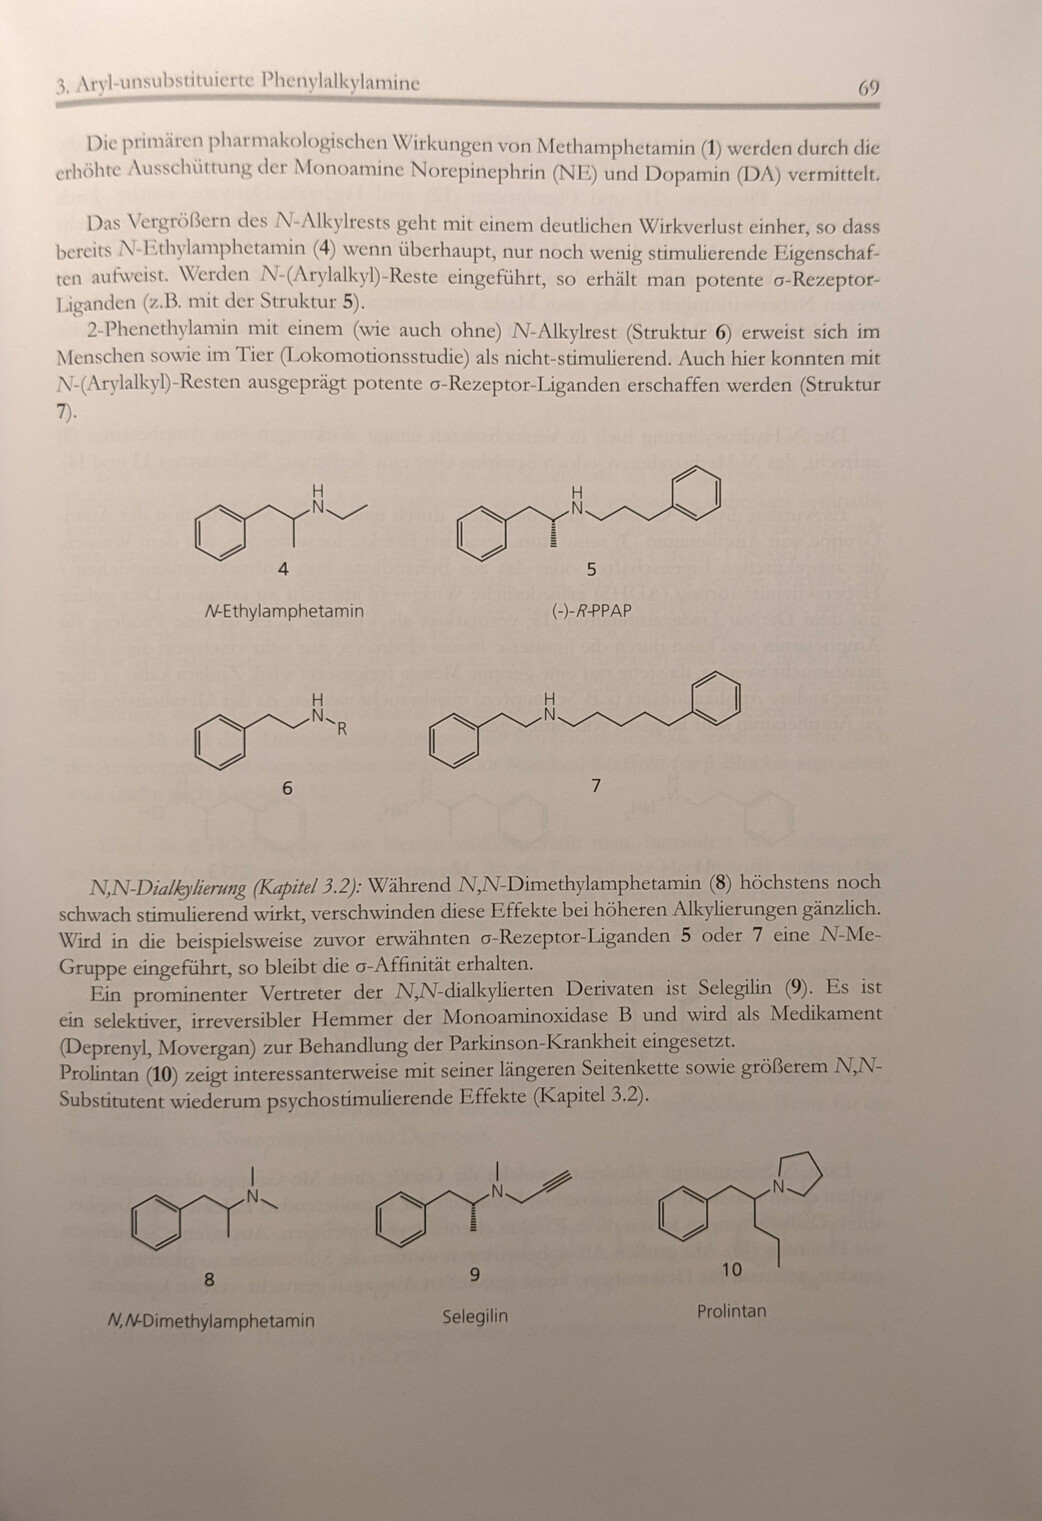 3. Aryl-unsubstituierte Phenylalkylamine 69
Die primären pharmakologischen Wirkungen von Methamphetamin (1) werden durch die
erhöhte Ausschüttung der Monoamine Norepinephrin (NE) und Dopamin (DA) vermittelt.
Das Vergrößern des N-Alkylrests geht mit einem deutlichen Wirkverlust einher, so dass
bereits N-Ethylamphetamin (4) wenn überhaupt, nur noch wenig stimulierende Eigenschaf-
ten aufweist. Werden N-(Arylalkyl)-Reste eingeführt, so erhält man potente σ-Rezeptor-
Liganden (z.B. mit der Struktur 5).
2-Phenethylamin mit einem (wie auch ohne) N-Alkylrest (Struktur 6) erweist sich im
Menschen sowie im Tier (Lokomotionsstudie) als nicht-stimulierend. Auch hier konnten mit
N-(Arylalkyl)-Resten ausgeprägt potente σ-Rezeptor-Liganden erschaffen werden (Struktur
7).
H H
N N
4 5
N-Ethylamphetamin (-)-R-PPAP
H H
N N
R
6 7
N,N-Dialkylierung (Kapitel 3.2): Während N,N-Dimethylamphetamin (8) höchstens noch
schwach stimulierend wirkt, verschwinden diese Effekte bei höheren Alkylierungen gänzlich.
Wird in die beispielsweise zuvor erwähnten σ-Rezeptor-Liganden 5 oder 7 eine N-Me-
Gruppe eingeführt, so bleibt die σ-Affinität erhalten.
Ein prominenter Vertreter der N,N-dialkylierten Derivaten ist Selegilin (9). Es ist
ein selektiver, irreversibler Hemmer der Monoaminoxidase B und wird als Medikament
(Deprenyl, Movergan) zur Behandlung der Parkinson-Krankheit eingesetzt.
Prolintan (10) zeigt interessanterweise mit seiner längeren Seitenkette sowie größerem N,N-
Substitutent wiederum psychostimulierende Effekte (Kapitel 3.2).
N N N
8 9 10
N,N-Dimethylamphetamin Selegilin Prolintan